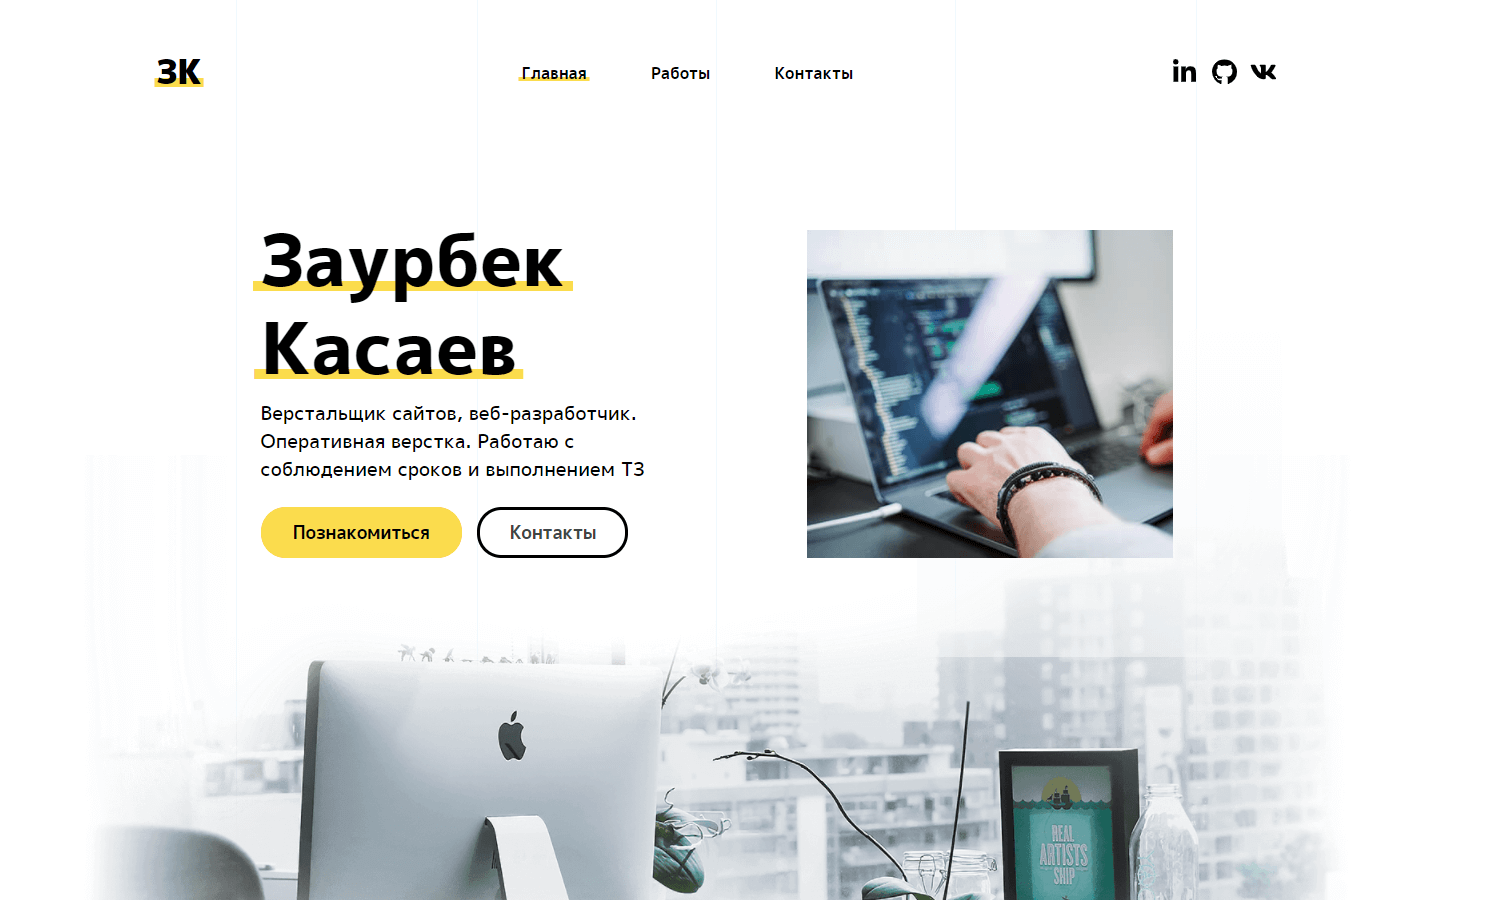 ЗК
Главная
Работы
Контакты
in
Заурбек
Касаев
Верстальщик сайтов, веб-разработчик.
Оперативная верстка. Работаю с
соблюдением сроков и выполнением ТЗ
Познакомиться
Контакты
REAL
ARTISTS
SHIP